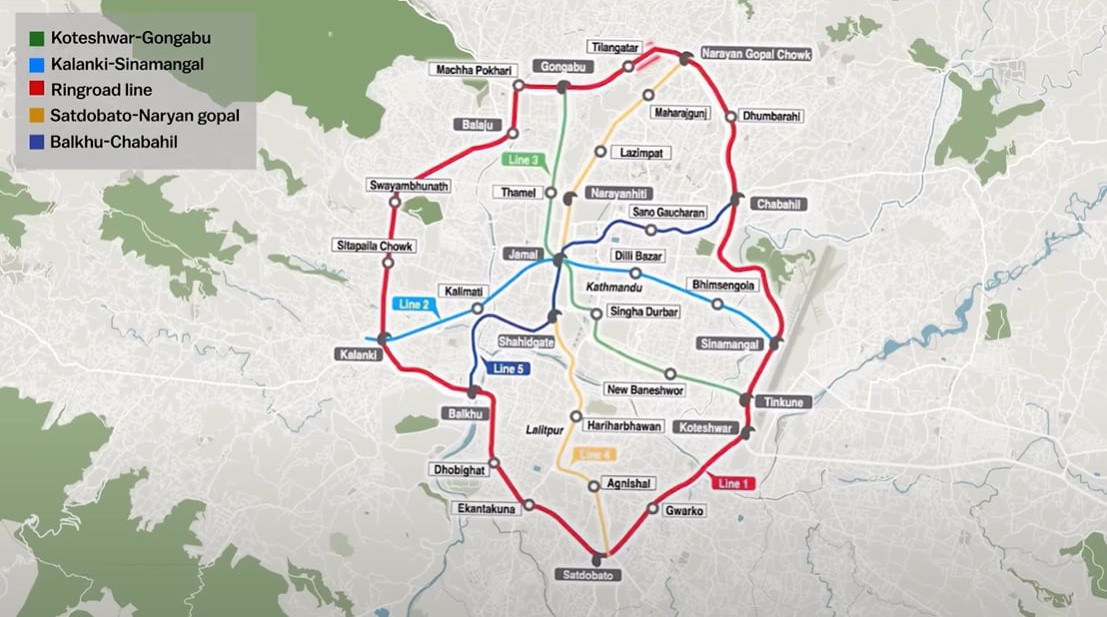 Koteshwar-Gongabu
Kalanki-Sinamangal
Ringroad line
Satdobato-Naryan gopal
Balkhu-Chabahil
Tilangatar
Narayan Gopal Chowk
Machha Pokhari
Gongabu
Maharajgunj
Dhumbarahi
Balaju
Line 3
Lazimpat
Swayambhunath
Thamel
Narayanhiti
Chabahil
Sano Gaucharan
Sitapaila Chowk
Jamal
Dilli Bazar
Kathmandu
Bhimsengola
Kalimati
Line 2
Singha Durbar
Shahidgate
Sinamangal
Kalanki
Line 5
New Baneshwor
Tinkune
Balkhu
Hariharbhawan
Koteshwar
Lalitpur
Line 4
Dhobighat
Agnishal
Line 1
Ekantakuna
Gwarko
Satdobato